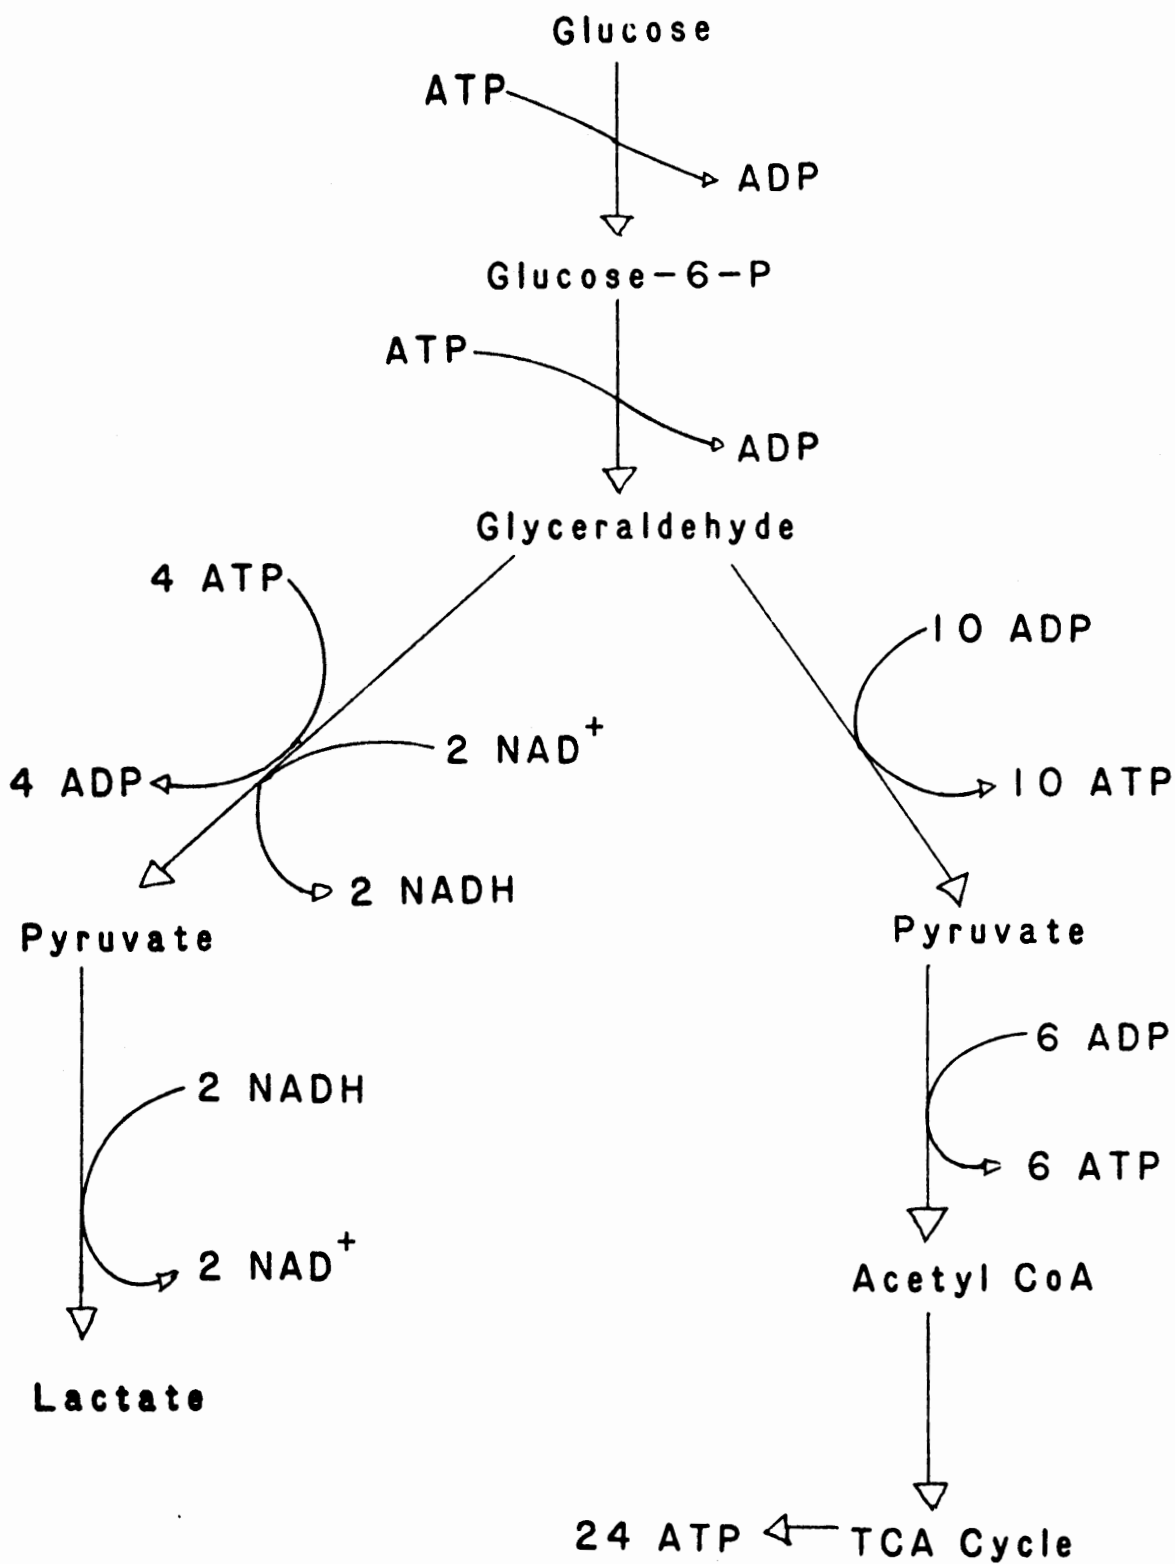 Glucose
ATP
ADP
Glucose-6-P
ATP
ADP
Glyceraldehyde
4 ATP
10 ADP
2 NAD+
4 ADP
10 ATP
2 NADH
Pyruvate
Pyruvate
6 ADP
2 NADH
6 ATP
2 NAD+
Acetyl CoA
Lactate
24 ATP
TCA Cycle